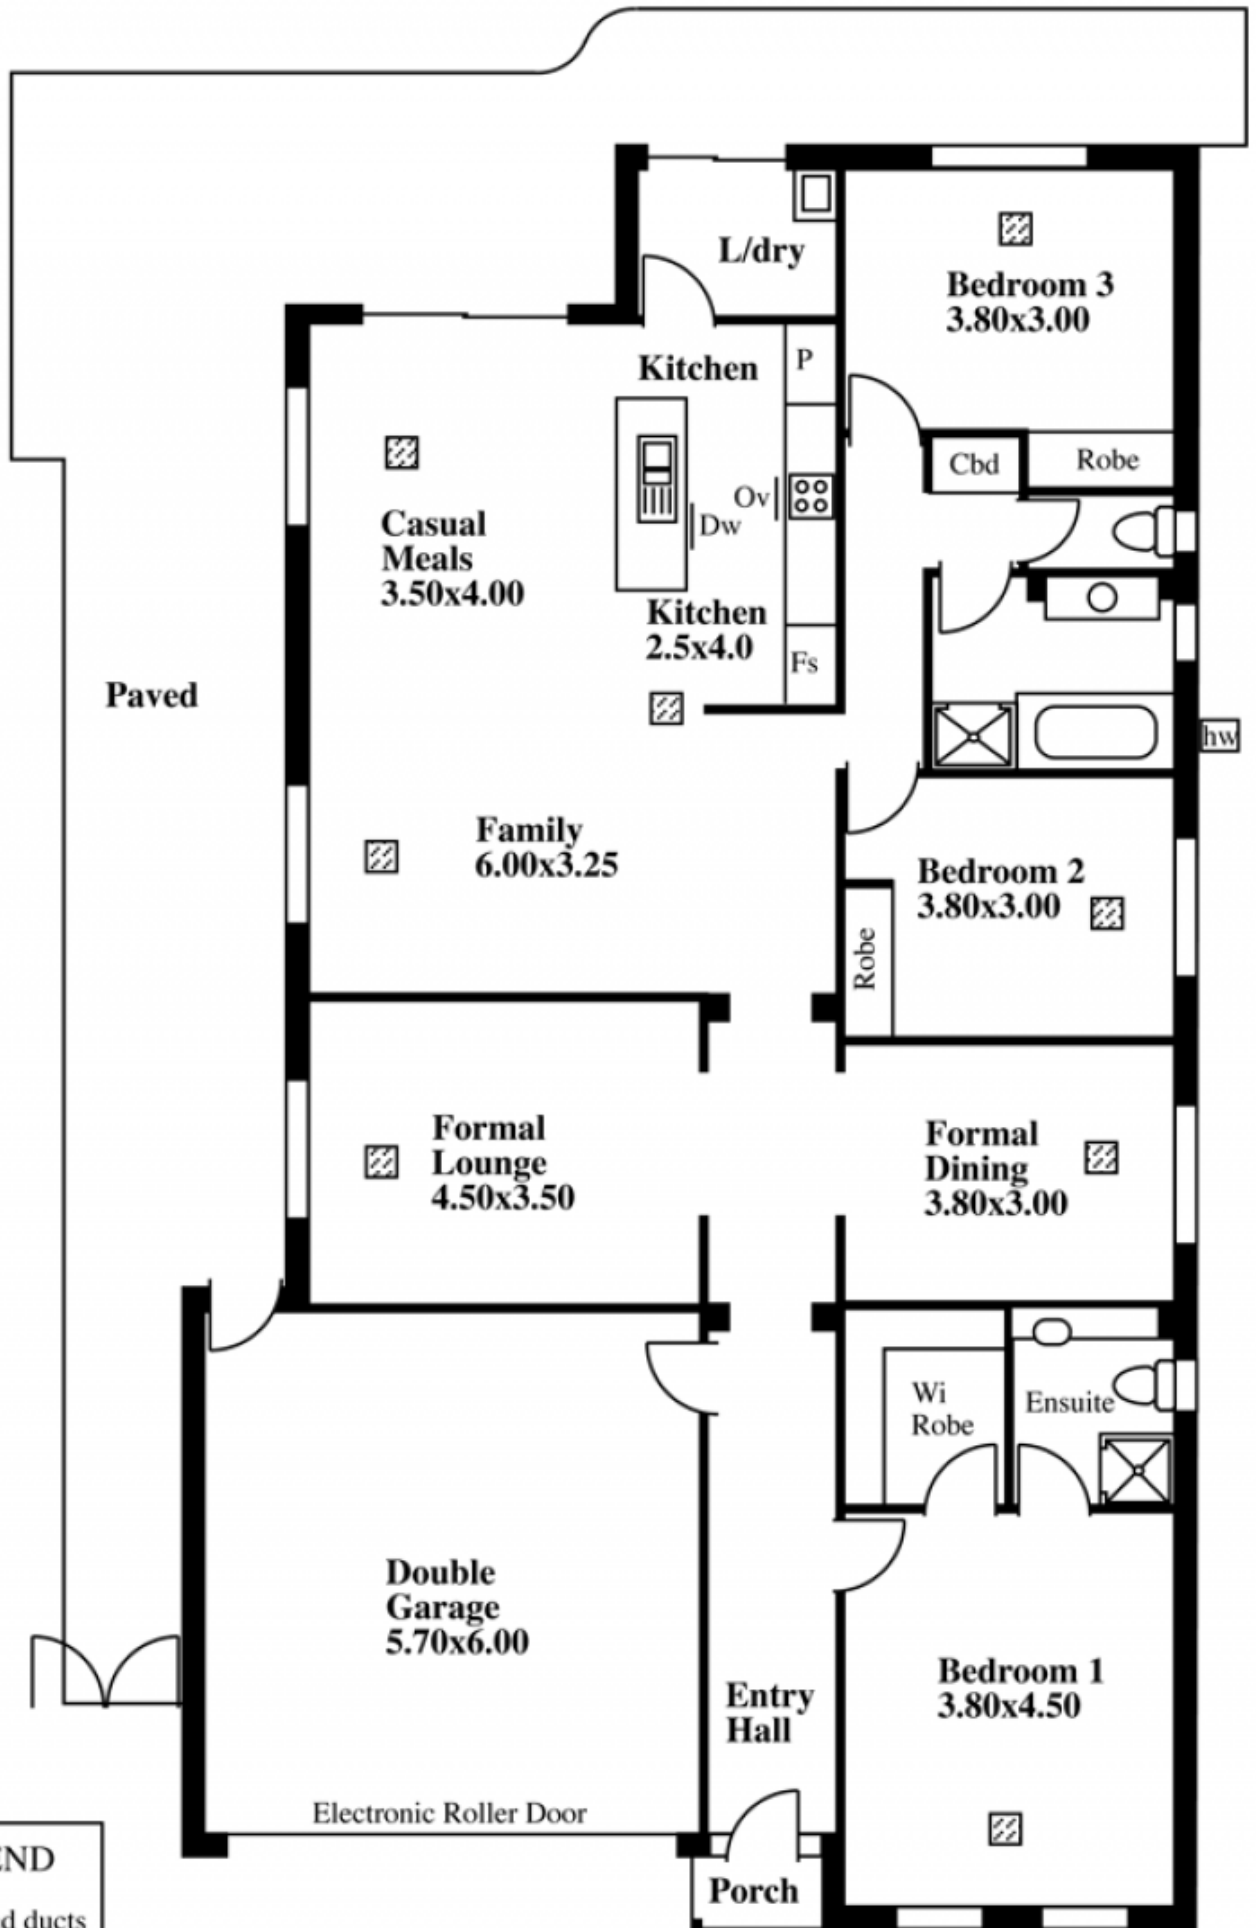 L/dry
Bedroom 3
3.80x3.00
Kitchen
P
Cbd
Robe
Ov
Dw
Casual
Meals
3.50x4.00
Kitchen
2.5x4.0
Fs
Paved
hw
Family
6.00x3.25
Bedroom 2
3.80x3.00
Robe
Formal
Lounge
4.50x3.50
Formal
Dining
3.80x3.00
Wi
Robe
Ensuite
Double
Garage
5.70x6.00
Bedroom 1
3.80x4.50
Entry
Hall
Electronic Roller Door
Porch
END
d ducts